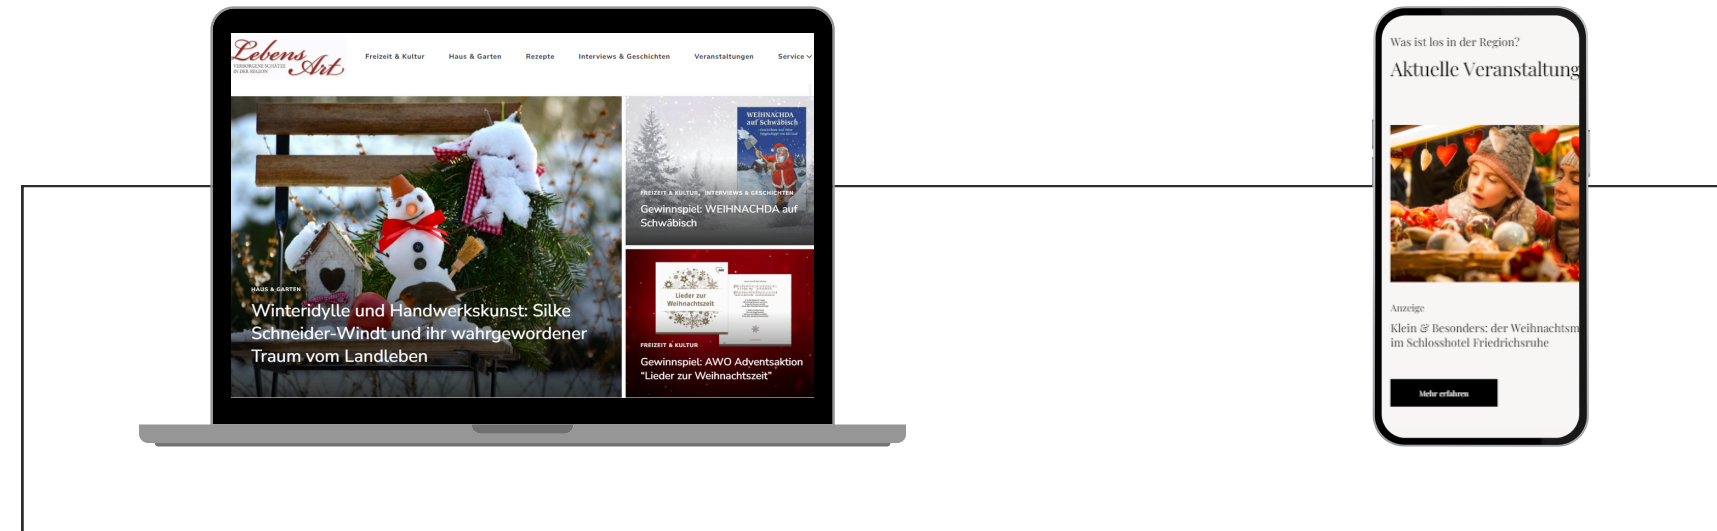 Lebens
Art
VERBORGENE SCHÄTZE
IN DER REGION
Freizeit & Kultur
Haus & Garten
Rezepte
Interviews & Geschichten
Veranstaltungen
Service
WEIHNACHDA
auf Schwäbisch
FREIZEIT & KULTUR, INTERVIEWS & GESCHICHTEN
Gewinnspiel: WEIHNACHDA auf
Schwäbisch
HAUS & GARTEN
Winteridylle und Handwerkskunst: Silke
Schneider-Windt und ihr wahrgewordener
Traum vom Landleben
Lieder zur
Weihnachtszeit
FREIZEIT & KULTUR
Gewinnspiel: AWO Adventsaktion
“Lieder zur Weihnachtszeit”
Was ist los in der Region?
Aktuelle Veranstaltung
Anzeige
Klein & Besonders: der Weihnachtsm
im Schlosshotel Friedrichsruhe
Mehr erfahren